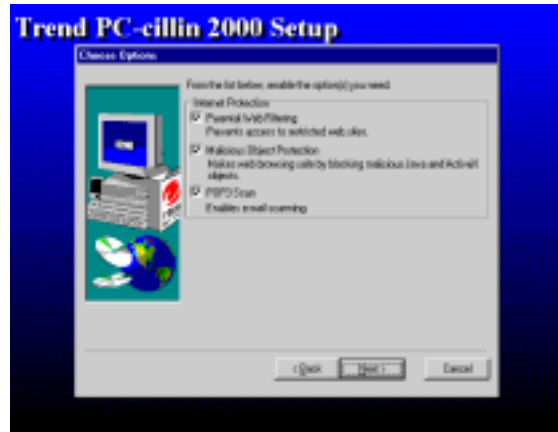 Trend PC-cillin 2000 Setup
Choose Options
From the list below, enable the option(s) you need.
Internet Protection
Parental Web Filtering
Prevents access to restricted web sites.
Malicious Object Protection
Makes web browsing safe by blocking malicious Java and ActiveX
objects.
POP3 Scan
Enables e-mail scanning
< Back
Next >
Cancel